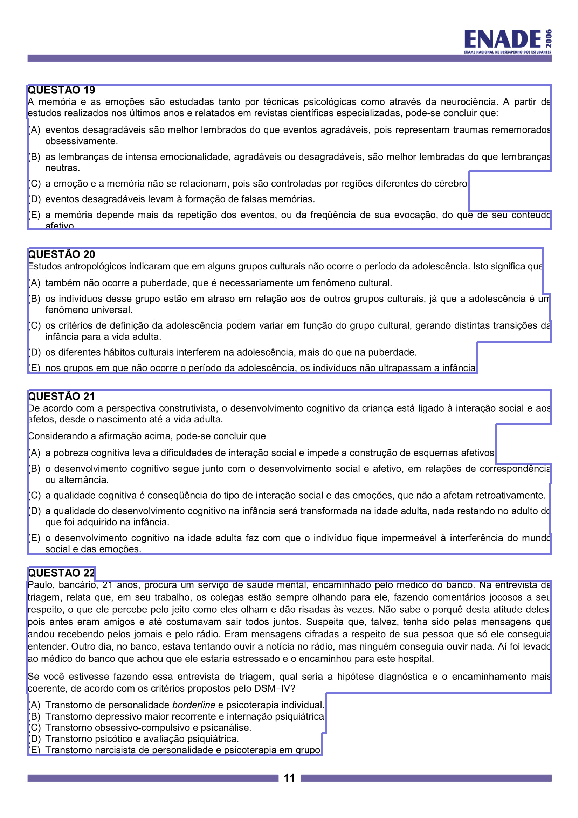 ENADE 2006
EXAME NACIONAL DE DESEMPENHO DOS ESTUDANTES
QUESTÃO 19
A memória e as emoções são estudadas tanto por técnicas psicológicas como através da neurociência. A partir de
estudos realizados nos últimos anos e relatados em revistas científicas especializadas, pode-se concluir que:
(A) eventos desagradáveis são melhor lembrados do que eventos agradáveis, pois representam traumas rememorados
obsessivamente.
(B) as lembranças de intensa emocionalidade, agradáveis ou desagradáveis, são melhor lembradas do que lembranças
neutras.
(C) a emoção e a memória não se relacionam, pois são controladas por regiões diferentes do cérebro.
(D) eventos desagradáveis levam à formação de falsas memórias.
(E) a memória depende mais da repetição dos eventos, ou da freqüência de sua evocação, do que de seu conteúdo
afetivo.
QUESTÃO 20
Estudos antropológicos indicaram que em alguns grupos culturais não ocorre o período da adolescência. Isto significa que
(A) também não ocorre a puberdade, que é necessariamente um fenômeno cultural.
(B) os indivíduos desse grupo estão em atraso em relação aos de outros grupos culturais, já que a adolescência é um
fenômeno universal.
(C) os critérios de definição da adolescência podem variar em função do grupo cultural, gerando distintas transições da
infância para a vida adulta.
(D) os diferentes hábitos culturais interferem na adolescência, mais do que na puberdade.
(E) nos grupos em que não ocorre o período da adolescência, os indivíduos não ultrapassam a infância.
QUESTÃO 21
De acordo com a perspectiva construtivista, o desenvolvimento cognitivo da criança está ligado à interação social e aos
afetos, desde o nascimento até a vida adulta.
Considerando a afirmação acima, pode-se concluir que
(A) a pobreza cognitiva leva a dificuldades de interação social e impede a construção de esquemas afetivos.
(B) o desenvolvimento cognitivo segue junto com o desenvolvimento social e afetivo, em relações de correspondência
ou alternância.
(C) a qualidade cognitiva é conseqüência do tipo de interação social e das emoções, que não a afetam retroativamente.
(D) a qualidade do desenvolvimento cognitivo na infância será transformada na idade adulta, nada restando no adulto do
que foi adquirido na infância.
(E) o desenvolvimento cognitivo na idade adulta faz com que o indivíduo fique impermeável à interferência do mundo
social e das emoções.
QUESTÃO 22
Paulo, bancário, 21 anos, procura um serviço de saúde mental, encaminhado pelo médico do banco. Na entrevista de
triagem, relata que, em seu trabalho, os colegas estão sempre olhando para ele, fazendo comentários jocosos a seu
respeito, o que ele percebe pelo jeito como eles olham e dão risadas às vezes. Não sabe o porquê desta atitude deles,
pois antes eram amigos e até costumavam sair todos juntos. Suspeita que, talvez, tenha sido pelas mensagens que
andou recebendo pelos jornais e pelo rádio. Eram mensagens cifradas a respeito de sua pessoa que só ele conseguia
entender. Outro dia, no banco, estava tentando ouvir a notícia no rádio, mas ninguém conseguia ouvir nada. Aí foi levado
ao médico do banco que achou que ele estaria estressado e o encaminhou para este hospital.
Se você estivesse fazendo essa entrevista de triagem, qual seria a hipótese diagnóstica e o encaminhamento mais
coerente, de acordo com os critérios propostos pelo DSM-IV?
(A) Transtorno de personalidade borderline e psicoterapia individual.
(B) Transtorno depressivo maior recorrente e internação psiquiátrica.
(C) Transtorno obsessivo-compulsivo e psicanálise.
(D) Transtorno psicótico e avaliação psiquiátrica.
(E) Transtorno narcisista de personalidade e psicoterapia em grupo.
11